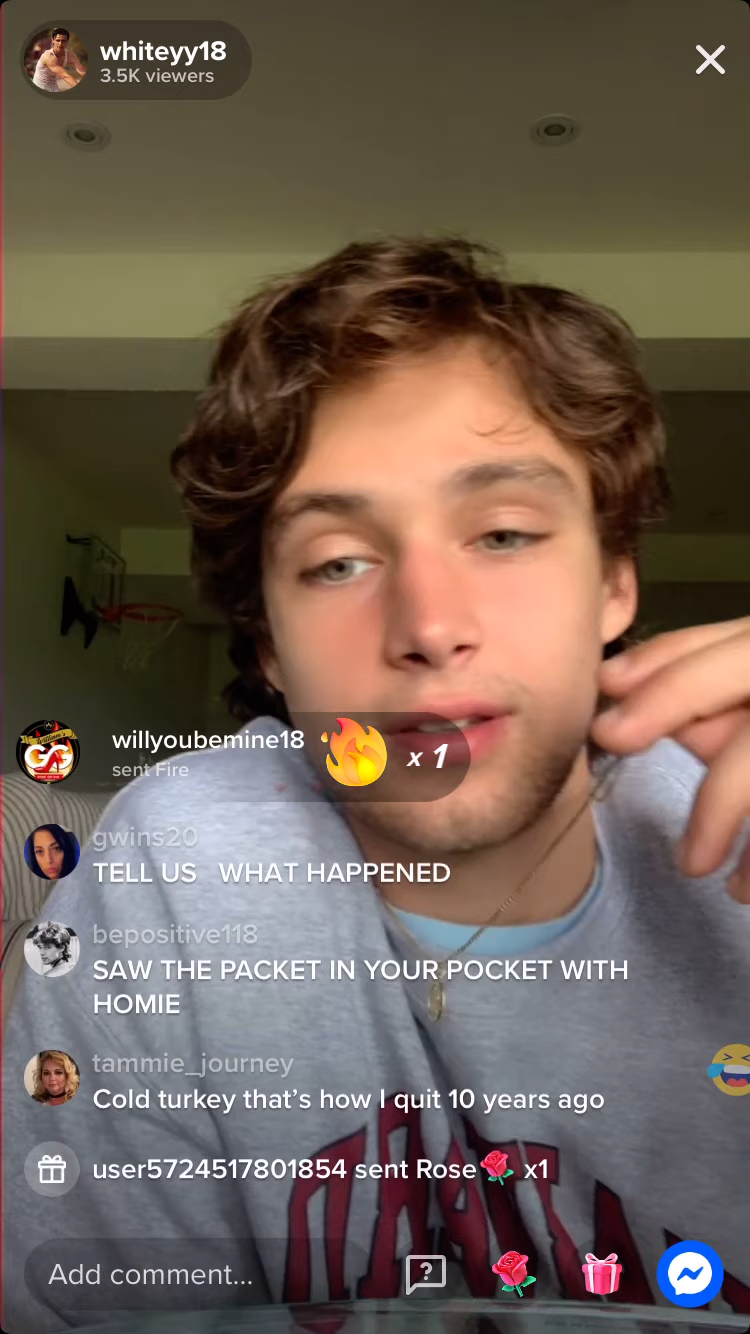 whiteyy18
3.5K viewers
willyoubemine18
sent Fire
x 1
gwins20
TELL US WHAT HAPPENED
bepositive118
SAW THE PACKET IN YOUR POCKET WITH
HOMIE
tammie_journey
Cold turkey that's how I quit 10 years ago
user5724517801854 sent Rose🌹 x1
Add comment...